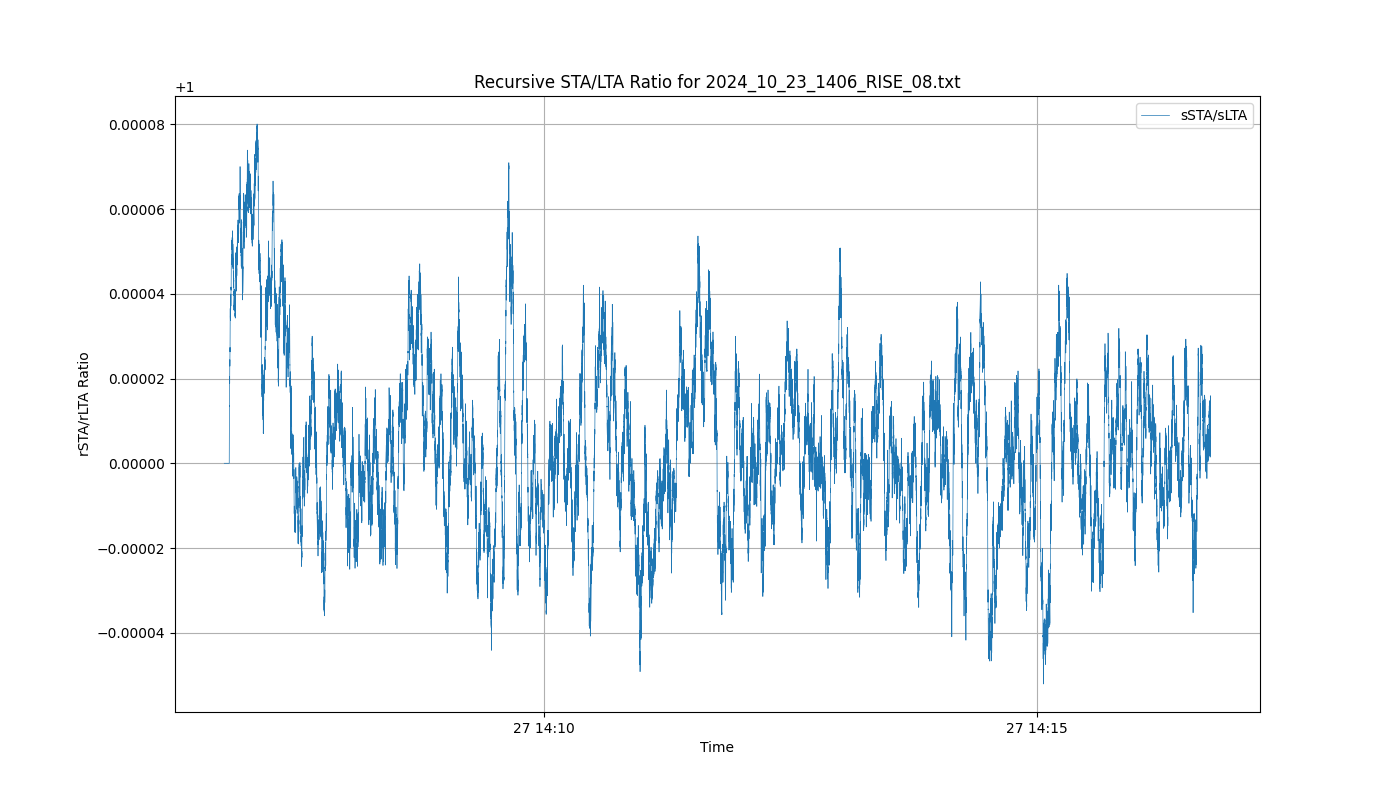 Recursive STA/LTA Ratio for 2024_10_23_1406_RISE_08.txt
+1
sSTA/sLTA
0.00008
0.00006
0.00004
0.00002
0.00000
−0.00002
−0.00004
rSTA/rLTA Ratio
27 14:10
27 14:15
Time